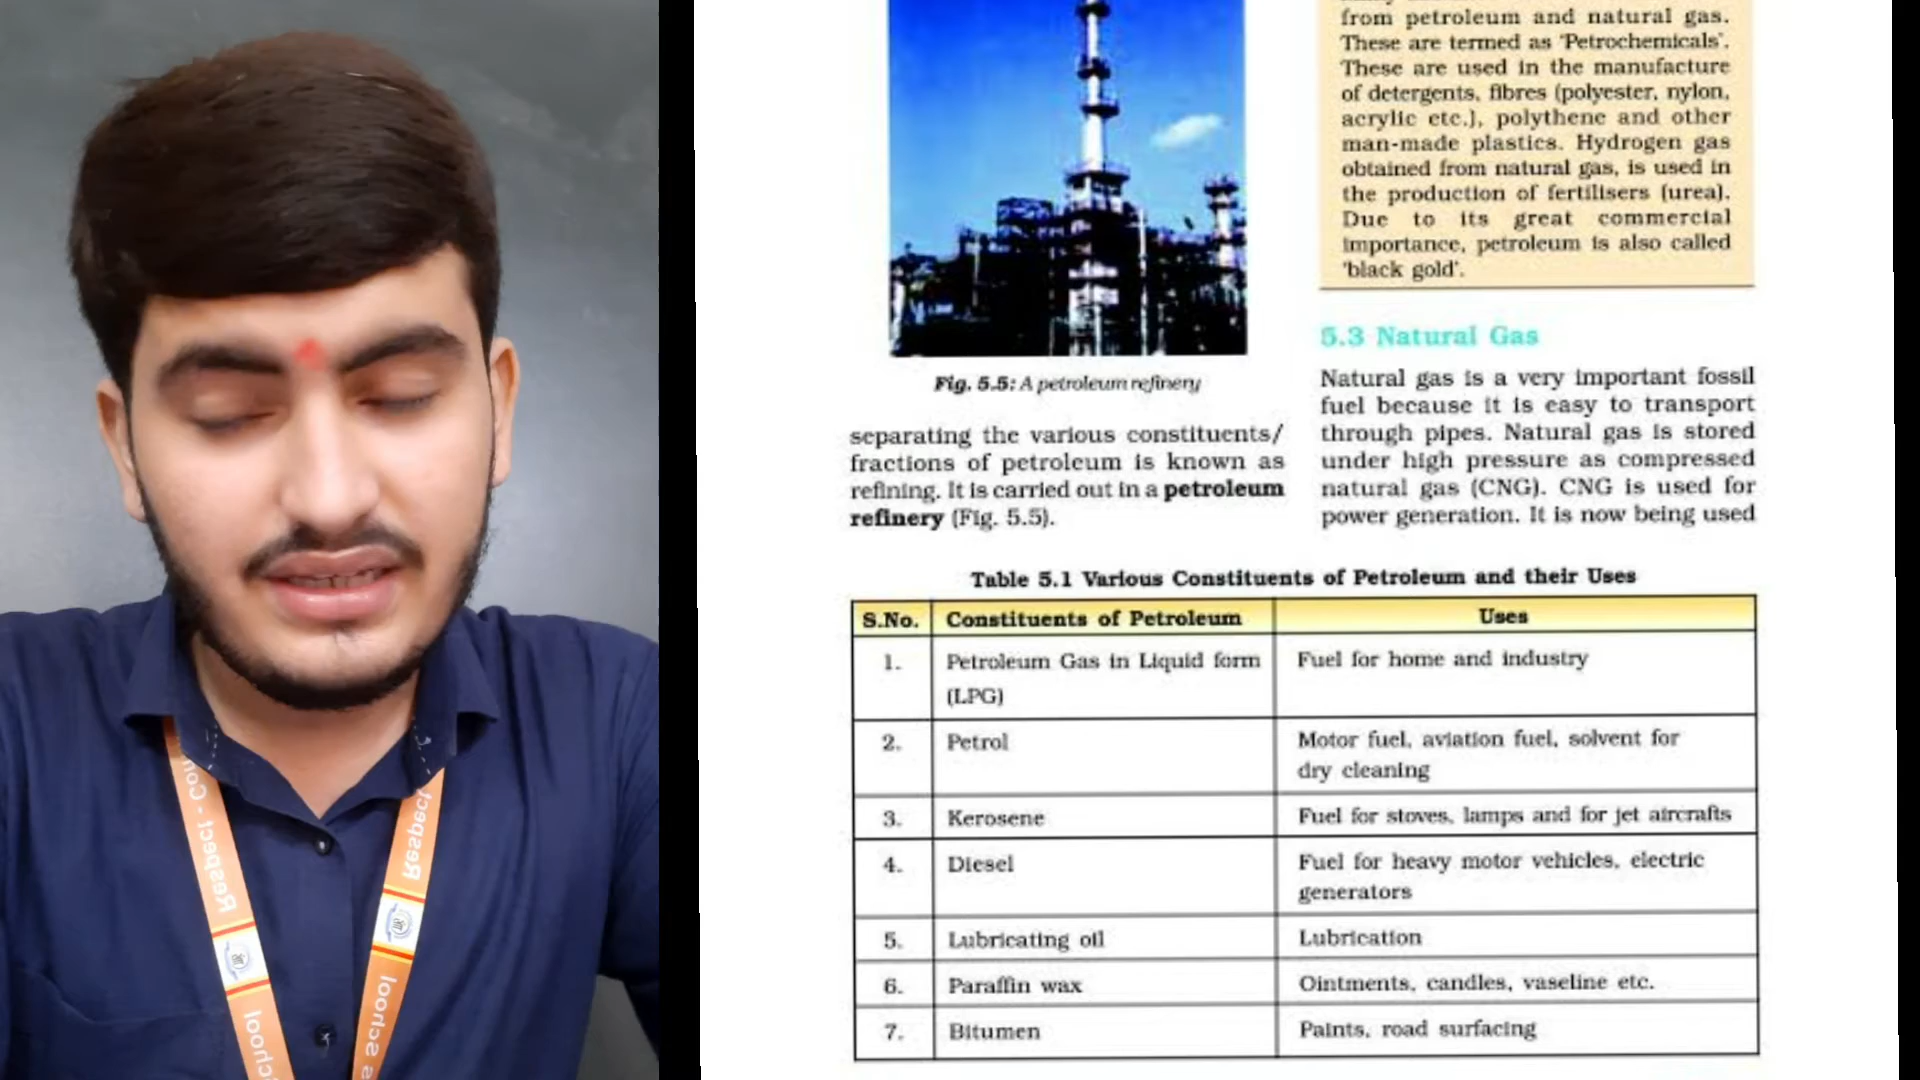 from petroleum and natural gas.
These are termed as 'Petrochemicals'.
These are used in the manufacture
of detergents, fibres (polyester, nylon,
acrylic etc.), polythene and other
man-made plastics. Hydrogen gas
obtained from natural gas, is used in
the production of fertilisers (urea).
Due to its great commercial
importance, petroleum is also called
'black gold'.
Fig. 5.5: A petroleum refinery
separating the various constituents/
fractions of petroleum is known as
refining. It is carried out in a petroleum
refinery (Fig. 5.5).
5.3 Natural Gas
Natural gas is a very important fossil
fuel because it is easy to transport
through pipes. Natural gas is stored
under high pressure as compressed
natural gas (CNG). CNG is used for
power generation. It is now being used
Table 5.1 Various Constituents of Petroleum and their Uses
S.No. Constituents of Petroleum Uses
1. Petroleum Gas in Liquid form Fuel for home and industry
(LPG)
2. Petrol Motor fuel, aviation fuel, solvent for
dry cleaning
3. Kerosene Fuel for stoves, lamps and for jet aircrafts
4. Diesel Fuel for heavy motor vehicles, electric
generators
5. Lubricating oil Lubrication
6. Paraffin wax Ointments, candles, vaseline etc.
7. Bitumen Paints, road surfacing
Respect - Cou
Respect
School